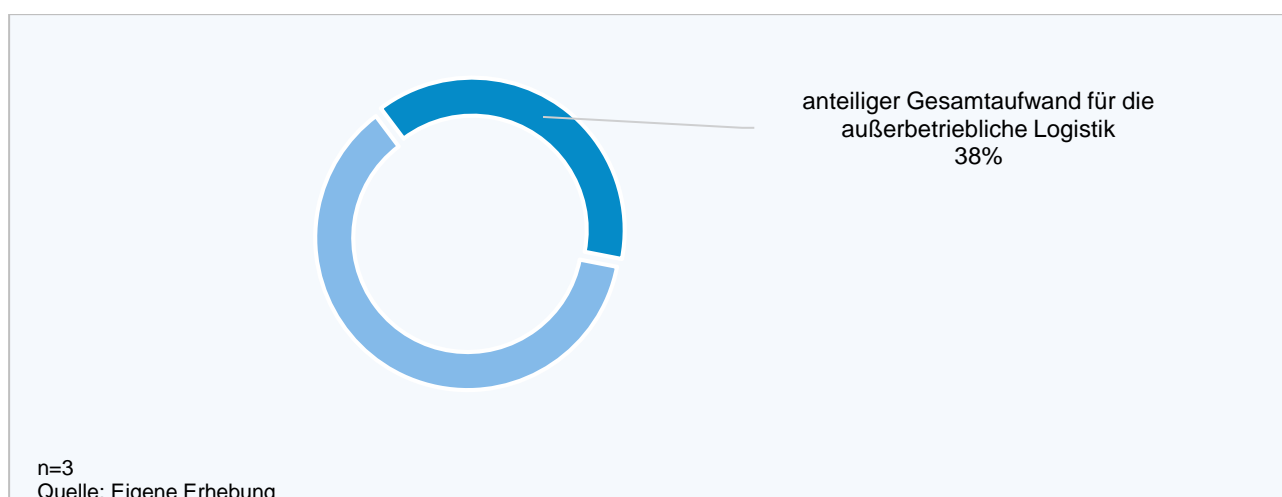 anteiliger Gesamtaufwand für die
außerbetriebliche Logistik
38%
n=3
Quelle: Eigene Erhebung